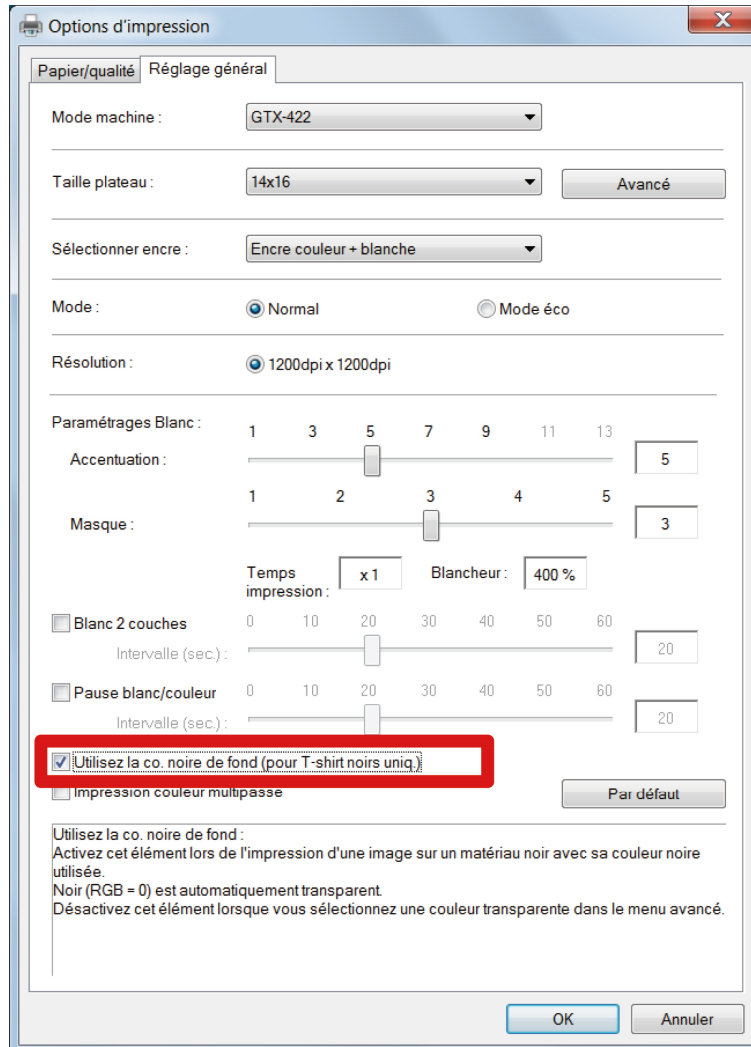 Options d'impression
Papier/qualité Réglage général
Mode machine : GTX-422
Taille plateau : 14x16 Avancé
Sélectionner encre : Encre couleur + blanche
Mode : Normal Mode éco
Résolution : 1200dpi x 1200dpi
Paramétrages Blanc :
1 3 5 7 9 11 13
Accentuation : 5
1 2 3 4 5
Masque : 3
Temps impression : x 1 Blancheur : 400 %
Blanc 2 couches 0 10 20 30 40 50 60
Intervalle (sec.) : 20
Pause blanc/couleur 0 10 20 30 40 50 60
Intervalle (sec.) : 20
Utilisez la co. noire de fond (pour T-shirt noirs uniq.)
Impression couleur multipasse Par défaut
Utilisez la co. noire de fond :
Activez cet élément lors de l'impression d'une image sur un matériau noir avec sa couleur noire
utilisée.
Noir (RGB = 0) est automatiquement transparent.
Désactivez cet élément lorsque vous sélectionnez une couleur transparente dans le menu avancé.
OK Annuler